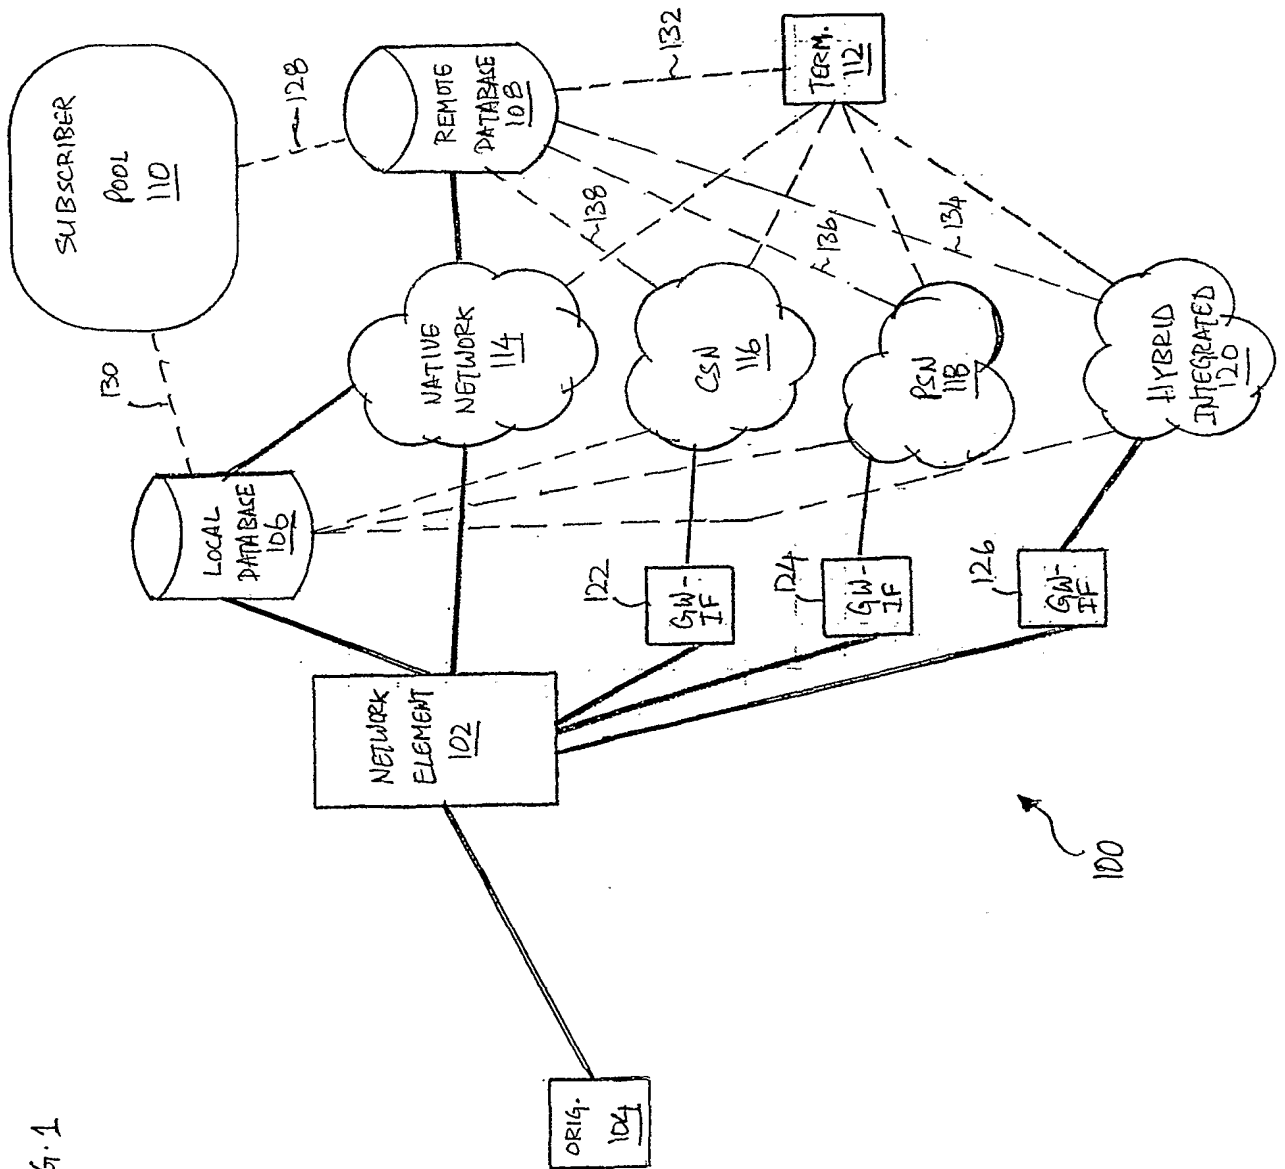 G. 1
SUBSCRIBER
POOL
110
130
128
LOCAL
DATABASE
106
REMOTE
DATABASE
108
132
TERM.
112
NATIVE
NETWORK
114
138
CSN
116
136
PSN
118
134
HYBRID
INTEGRATED
120
122
GW-
IF
124
GW-
IF
126
GW-
IF
NETWORK
ELEMENT
102
ORIG.
104
100